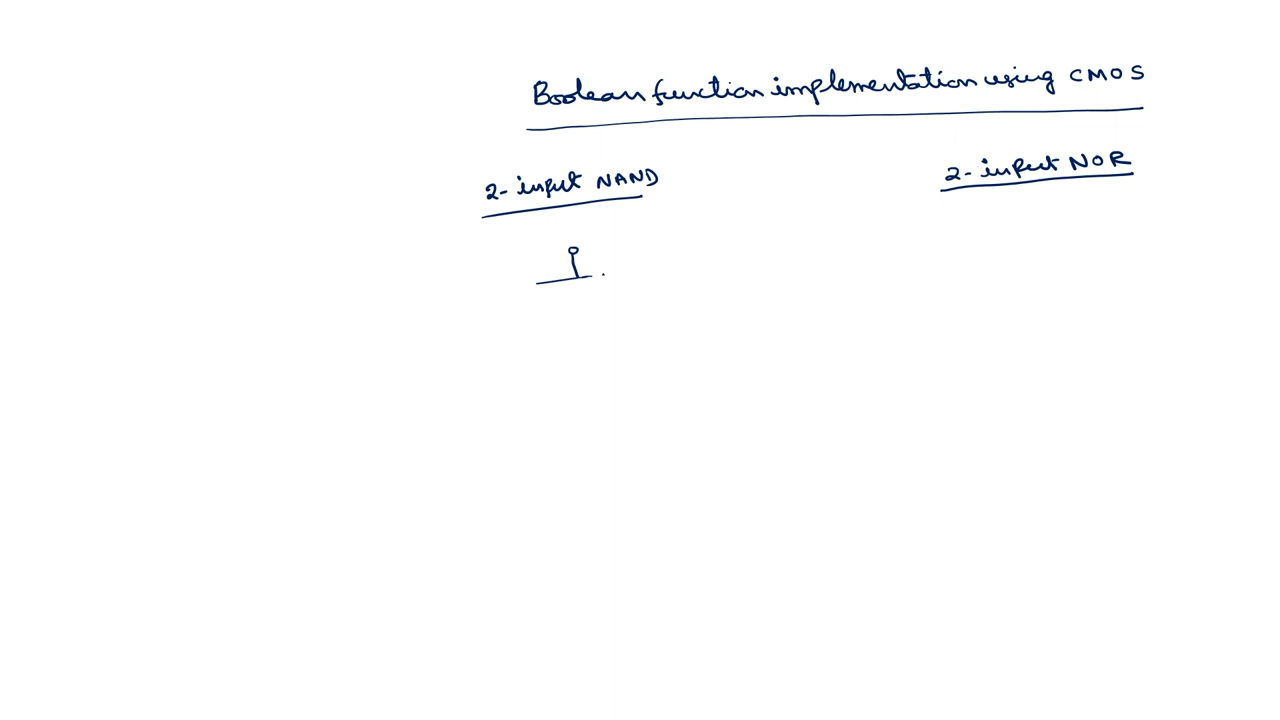 Boolean function implementation using CMOS
2- input NAND
2- input NOR